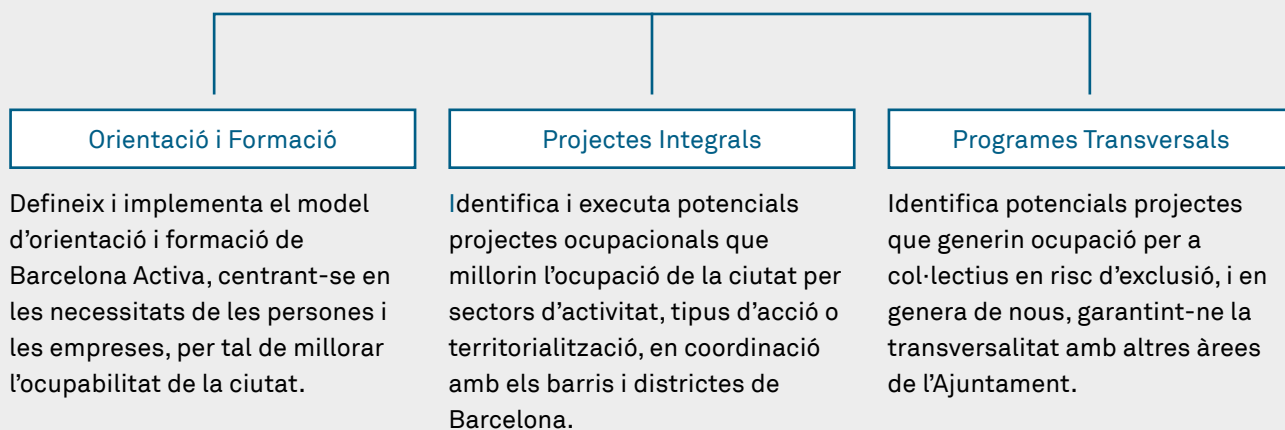 Orientació i Formació
Defineix i implementa el model
d'orientació i formació de
Barcelona Activa, centrant-se en
les necessitats de les persones i
les empreses, per tal de millorar
l'ocupabilitat de la ciutat.
Projectes Integrals
Identifica i executa potencials
projectes ocupacionals que
millorin l'ocupació de la ciutat per
sectors d'activitat, tipus d'acció o
territorialització, en coordinació
amb els barris i districtes de
Barcelona.
Programes Transversals
Identifica potencials projectes
que generin ocupació per a
col·lectius en risc d'exclusió, i en
genera de nous, garantint-ne la
transversalitat amb altres àrees
de l'Ajuntament.